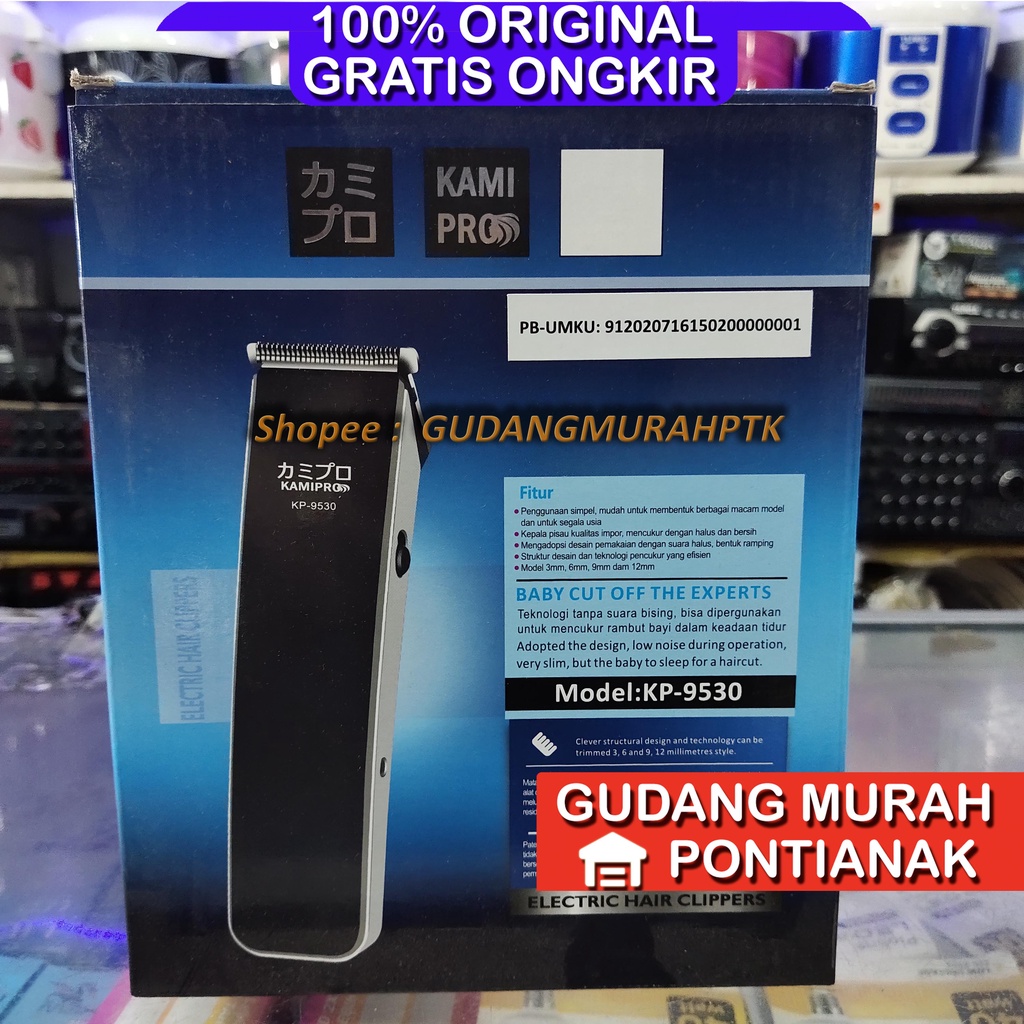 100% ORIGINAL
GRATIS ONGKIR
カミ
プロ
KAMI
PRO
PB-UMKU: 912020716150200000001
Shopee : GUDANGMURAHPTK
カミプロ
KAMIPRO
KP-9530
ELECTRIC HAIR CLIPPERS
Fitur
Penggunaan simpel, mudah untuk membentuk berbagai macam model
dan untuk segala usia
Kepala pisau kualitas impor, mencukur dengan halus dan bersih
Mengadopsi desain pemakaian dengan suara halus, bentuk ramping
Struktur desain dan teknologi pencukur yang efisien
Model 3mm, 6mm, 9mm dam 12mm
BABY CUT OFF THE EXPERTS
Teknologi tanpa suara bising, bisa dipergunakan
untuk mencukur rambut bayi dalam keadaan tidur
Adopted the design, low noise during operation,
very slim, but the baby to sleep for a haircut.
Model:KP-9530
Clever structural design and technology can be
trimmed 3, 6 and 9, 12 millimetres style.
GUDANG MURAH
PONTIANAK
ELECTRIC HAIR CLIPPERS